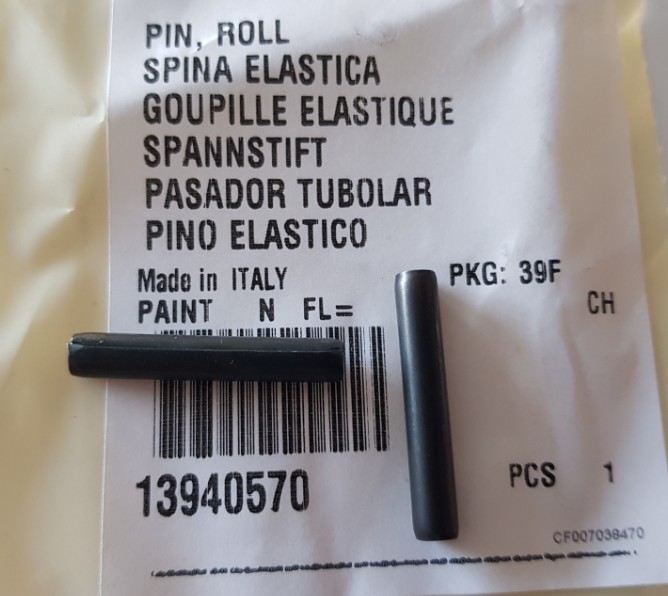 PIN, ROLL
SPINA ELASTICA
GOUPILLE ELASTIQUE
SPANNSTIFT
PASADOR TUBOLAR
PINO ELASTICO
Made in ITALY
PKG: 39F
PAINT N FL=
CH
13940570
PCS 1
CF007038470